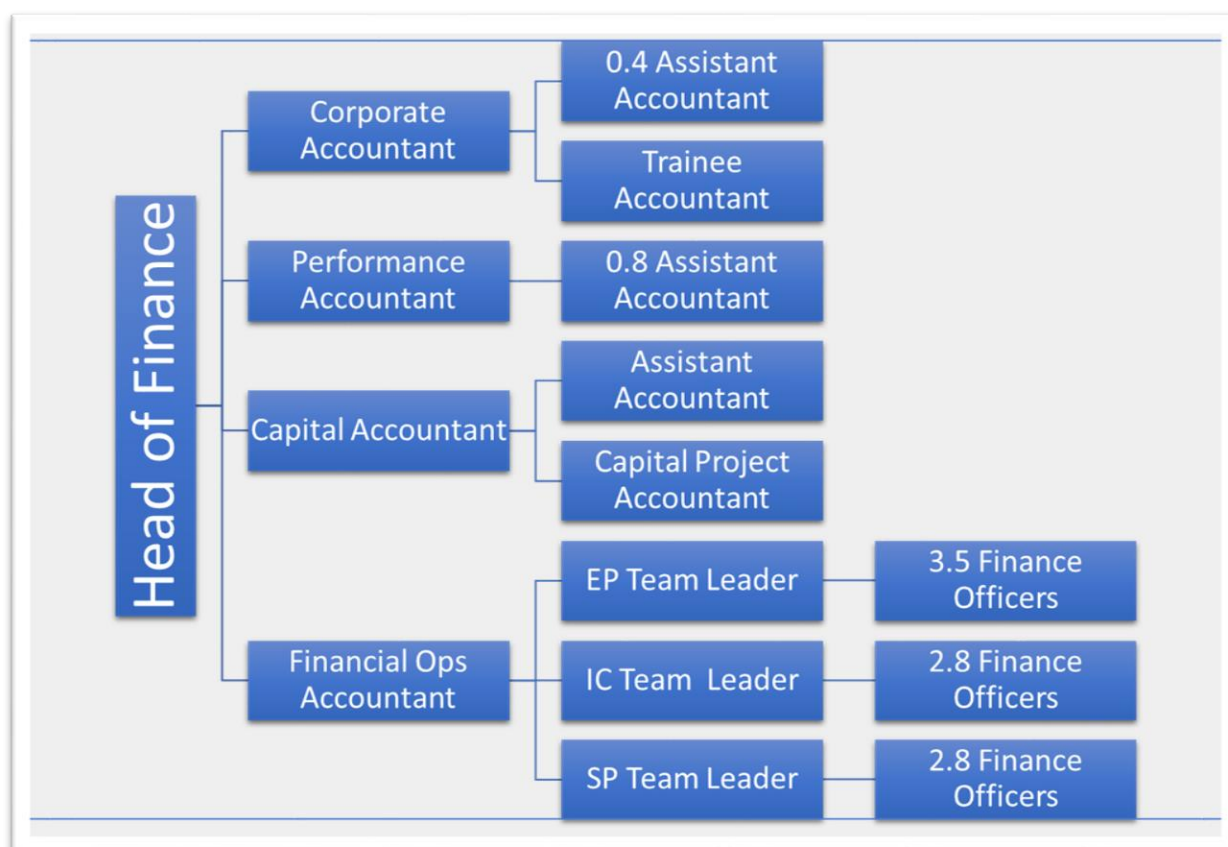 Head of Finance
Corporate
Accountant
0.4 Assistant
Accountant
Trainee
Accountant
Performance
Accountant
0.8 Assistant
Accountant
Capital Accountant
Assistant
Accountant
Capital Project
Accountant
Financial Ops
Accountant
EP Team Leader
3.5 Finance
Officers
IC Team  Leader
2.8 Finance
Officers
SP Team Leader
2.8 Finance
Officers